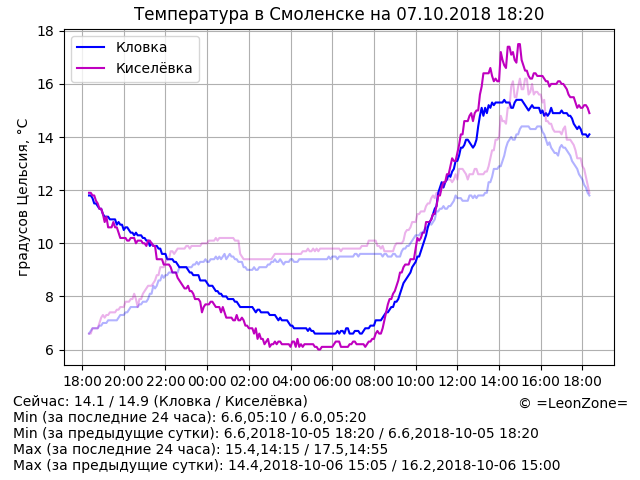 Температура в Смоленске на 07.10.2018 18:20
градусов Цельсия, °C
Кловка
Киселёвка
18
16
14
12
10
8
6
18:00 20:00 22:00 00:00 02:00 04:00 06:00 08:00 10:00 12:00 14:00 16:00 18:00
Сейчас: 14.1 / 14.9 (Кловка / Киселёвка)
© =LeonZone=
Min (за последние 24 часа): 6.6,05:10 / 6.0,05:20
Min (за предыдущие сутки): 6.6,2018-10-05 18:20 / 6.6,2018-10-05 18:20
Max (за последние 24 часа): 15.4,14:15 / 17.5,14:55
Max (за предыдущие сутки): 14.4,2018-10-06 15:05 / 16.2,2018-10-06 15:00